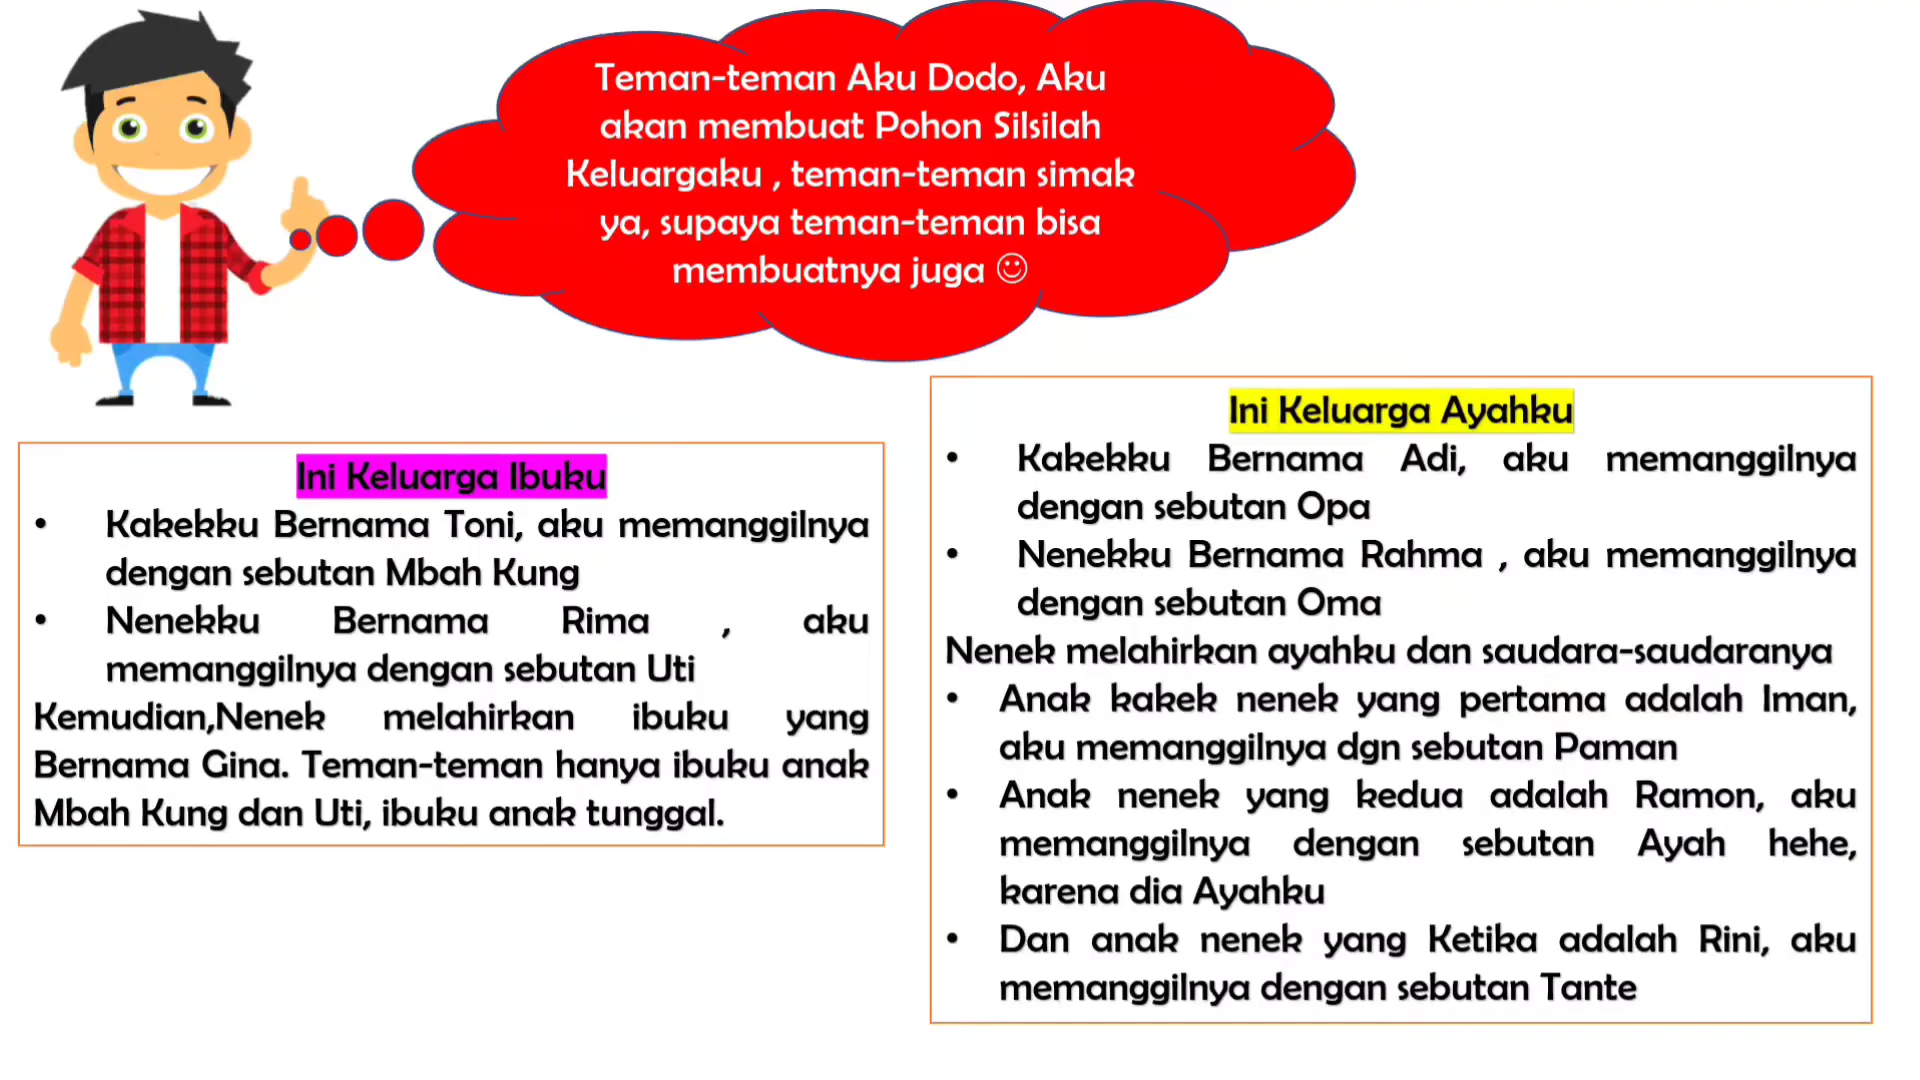 Teman-teman Aku Dodo, Aku
akan membuat Pohon Silsilah
Keluargaku , teman-teman simak
ya, supaya teman-teman bisa
membuatnya juga ☺
Ini Keluarga Ibuku
• Kakekku Bernama Toni, aku memanggilnya
dengan sebutan Mbah Kung
• Nenekku Bernama Rima , aku
memanggilnya dengan sebutan Uti
Kemudian,Nenek melahirkan ibuku yang
Bernama Gina. Teman-teman hanya ibuku anak
Mbah Kung dan Uti, ibuku anak tunggal.
Ini Keluarga Ayahku
• Kakekku Bernama Adi, aku memanggilnya
dengan sebutan Opa
• Nenekku Bernama Rahma , aku memanggilnya
dengan sebutan Oma
Nenek melahirkan ayahku dan saudara-saudaranya
• Anak kakek nenek yang pertama adalah Iman,
aku memanggilnya dgn sebutan Paman
• Anak nenek yang kedua adalah Ramon, aku
memanggilnya dengan sebutan Ayah hehe,
karena dia Ayahku
• Dan anak nenek yang Ketika adalah Rini, aku
memanggilnya dengan sebutan Tante